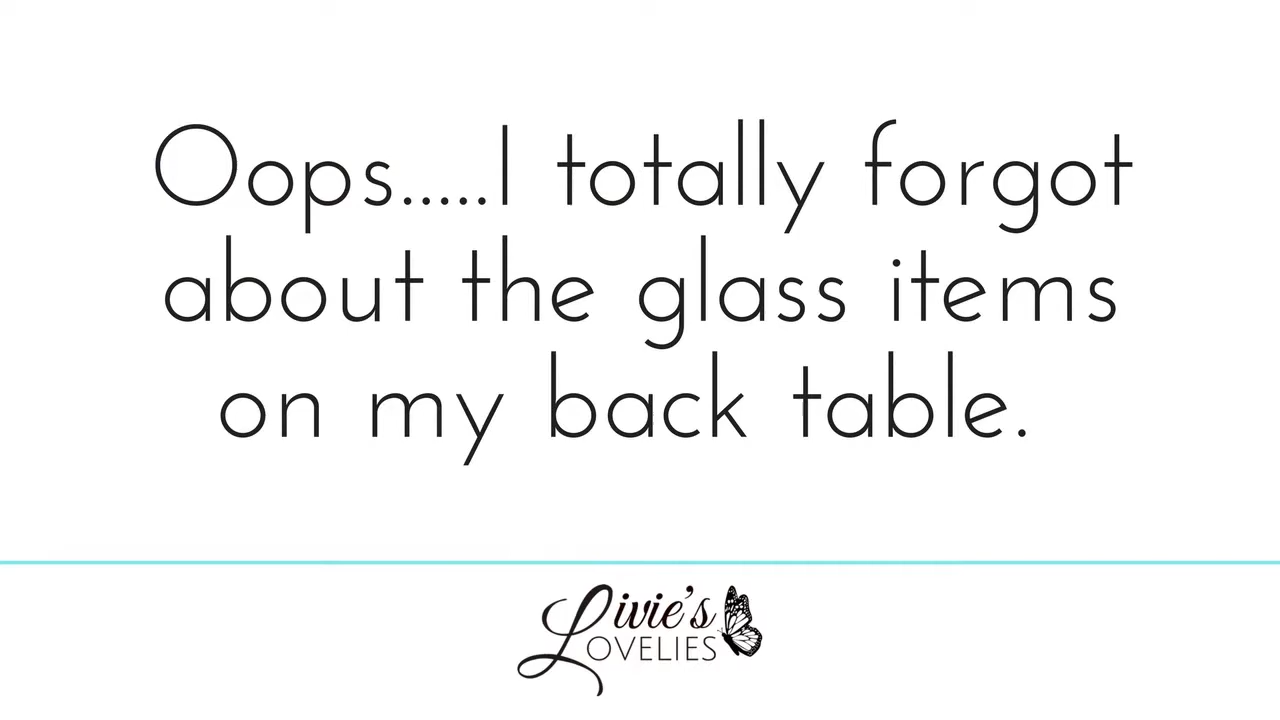 Oops.....I totally forgot
about the glass items
on my back table.
Livie's
LOVELIES